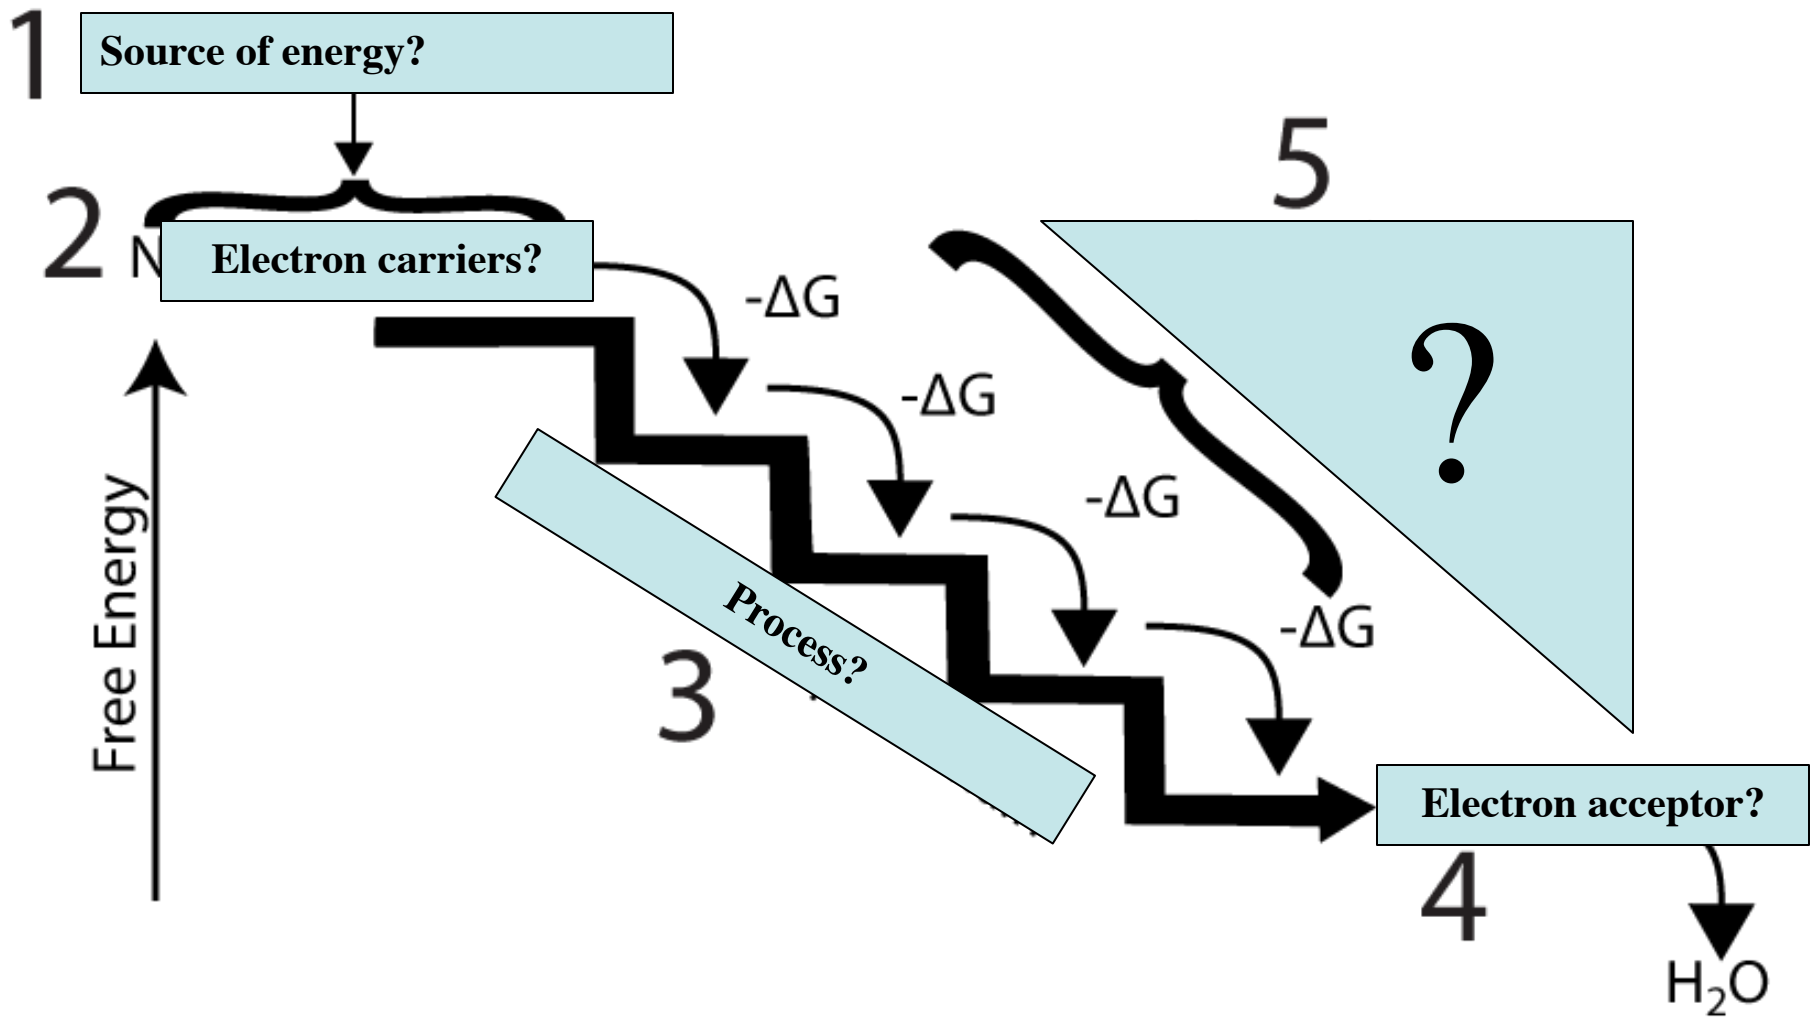 1
Source of energy?
2
N
Electron carriers?
-ΔG
-ΔG
-ΔG
-ΔG
5
?
Free Energy
3
Process?
Electron acceptor?
4
H₂O